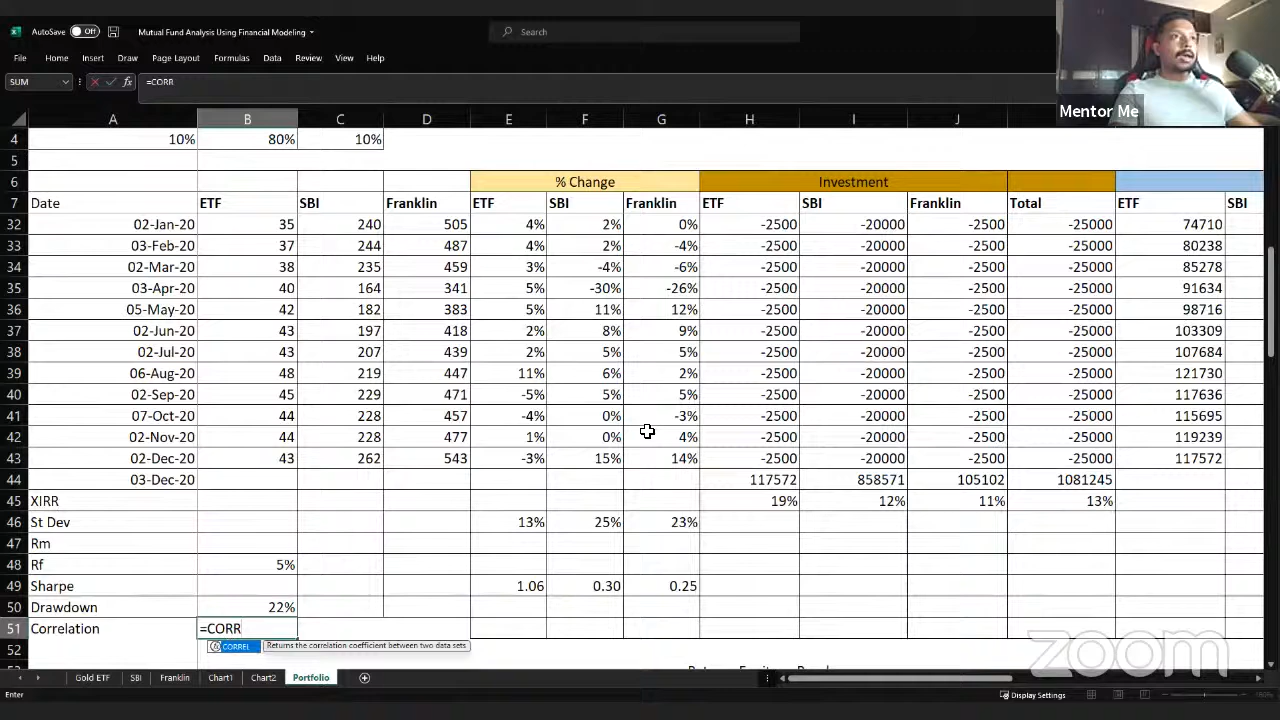 AutoSave Off Mutual Fund Analysis Using Financial Modeling Search
File Home Insert Draw Page Layout Formulas Data Review View Help
Mentor Me
SUM fx =CORR
A B C D E F G H I J
4 10% 80% 10%
5
6 % Change Investment
7 Date ETF SBI Franklin ETF SBI Franklin ETF SBI Franklin Total ETF SBI
32 02-Jan-20 35 240 505 4% 2% 0% -2500 -20000 -2500 -25000 74710
33 03-Feb-20 37 244 487 4% 2% -4% -2500 -20000 -2500 -25000 80238
34 02-Mar-20 38 235 459 3% -4% -6% -2500 -20000 -2500 -25000 85278
35 03-Apr-20 40 164 341 5% -30% -26% -2500 -20000 -2500 -25000 91634
36 05-May-20 42 182 383 5% 11% 12% -2500 -20000 -2500 -25000 98716
37 02-Jun-20 43 197 418 2% 8% 9% -2500 -20000 -2500 -25000 103309
38 02-Jul-20 43 207 439 2% 5% 5% -2500 -20000 -2500 -25000 107684
39 06-Aug-20 48 219 447 11% 6% 2% -2500 -20000 -2500 -25000 121730
40 02-Sep-20 45 229 471 -5% 5% 5% -2500 -20000 -2500 -25000 117636
41 07-Oct-20 44 228 457 -4% 0% -3% -2500 -20000 -2500 -25000 115695
42 02-Nov-20 44 228 477 1% 0% 4% -2500 -20000 -2500 -25000 119239
43 02-Dec-20 43 262 543 -3% 15% 14% -2500 -20000 -2500 -25000 117572
44 03-Dec-20 117572 858571 105102 1081245
45 XIRR 19% 12% 11% 13%
46 St Dev 13% 25% 23%
47 Rm
48 Rf 5%
49 Sharpe 1.06 0.30 0.25
50 Drawdown 22%
51 Correlation =CORR
CORREL Returns the correlation coefficient between two data sets
52
zoom
Gold ETF SBI Franklin Chart1 Chart2 Portfolio
Enter Display Settings